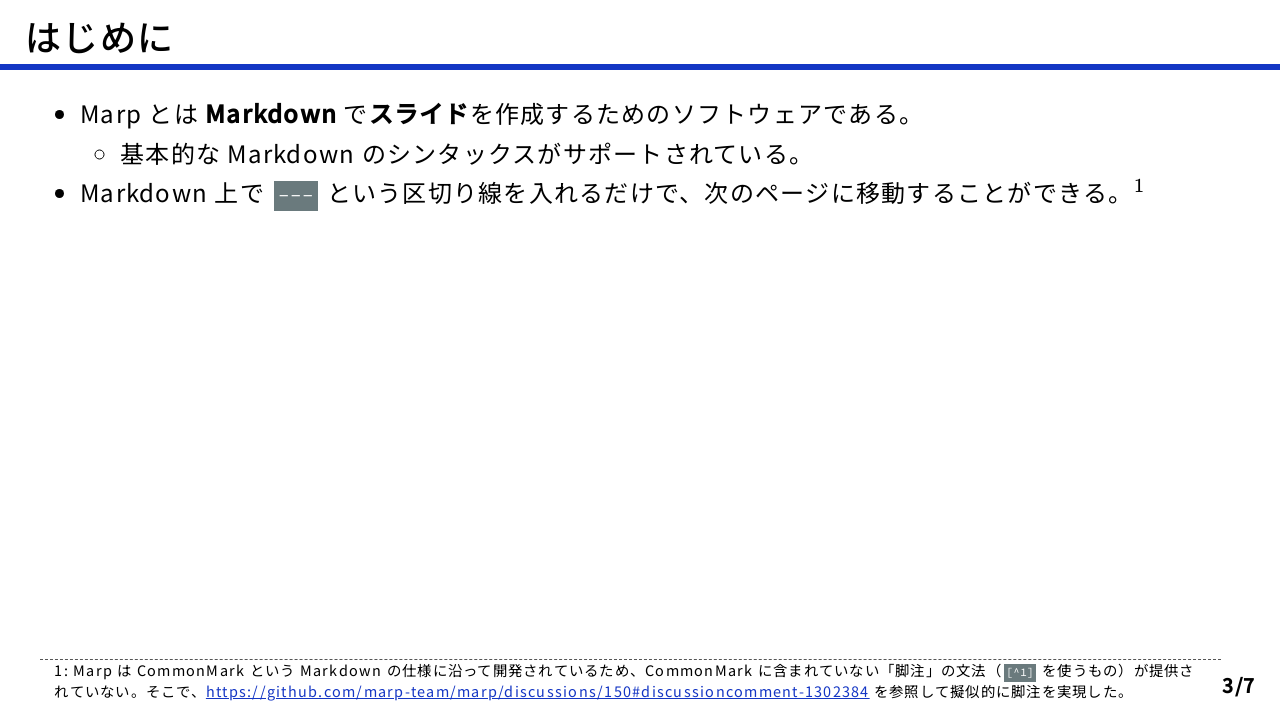 はじめに
• Marp とは Markdown でスライドを作成するためのソフトウェアである。
○ 基本的な Markdown のシンタックスがサポートされている。
• Markdown 上で --- という区切り線を入れるだけで、次のページに移動することができる。1
1: Marp は CommonMark という Markdown の仕様に沿って開発されているため、CommonMark に含まれていない「脚注」の文法（ [^1] を使うもの）が提供さ
れていない。そこで、https://github.com/marp-team/marp/discussions/150#discussioncomment-1302384 を参照して擬似的に脚注を実現した。
3/7